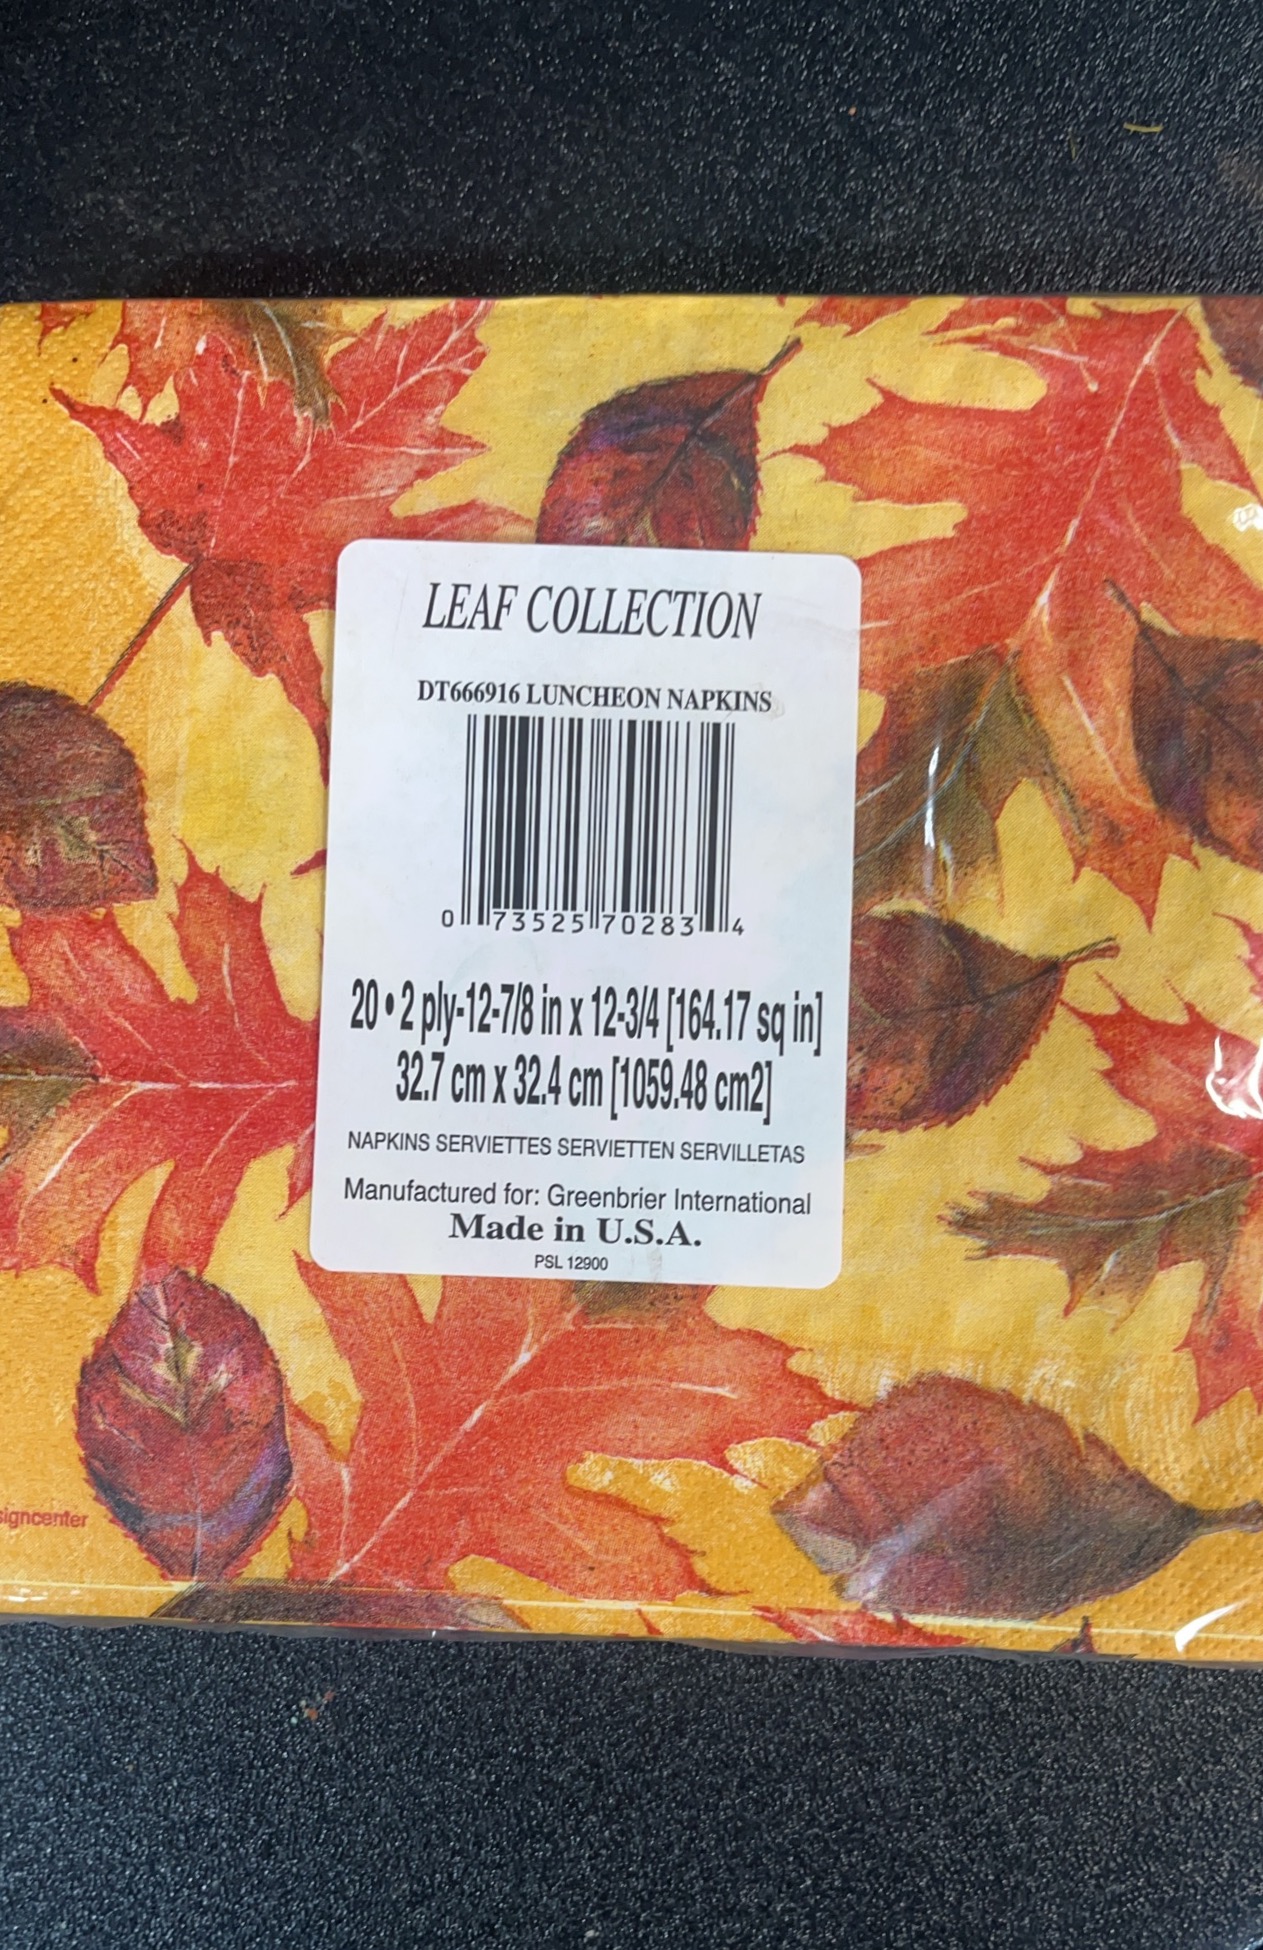 LEAF COLLECTION
DT666916 LUNCHEON NAPKINS
0 73525 70283 4
20 • 2 ply-12-7/8 in x 12-3/4 [164.17 sq in]
32.7 cm x 32.4 cm [1059.48 cm2]
NAPKINS SERVIETTES SERVIETTEN SERVILLETAS
Manufactured for: Greenbrier International
Made in U.S.A.
PSL 12900
signcenter